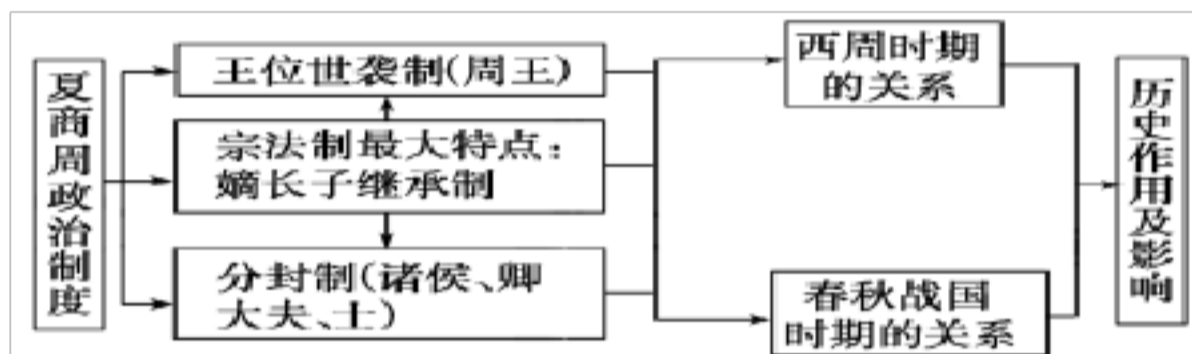 夏商周政治制度
王位世袭制(周王)
宗法制最大特点：
嫡长子继承制
分封制(诸侯、卿
大夫、士)
西周时期
的关系
春秋战国
时期的关系
历史作用及影响